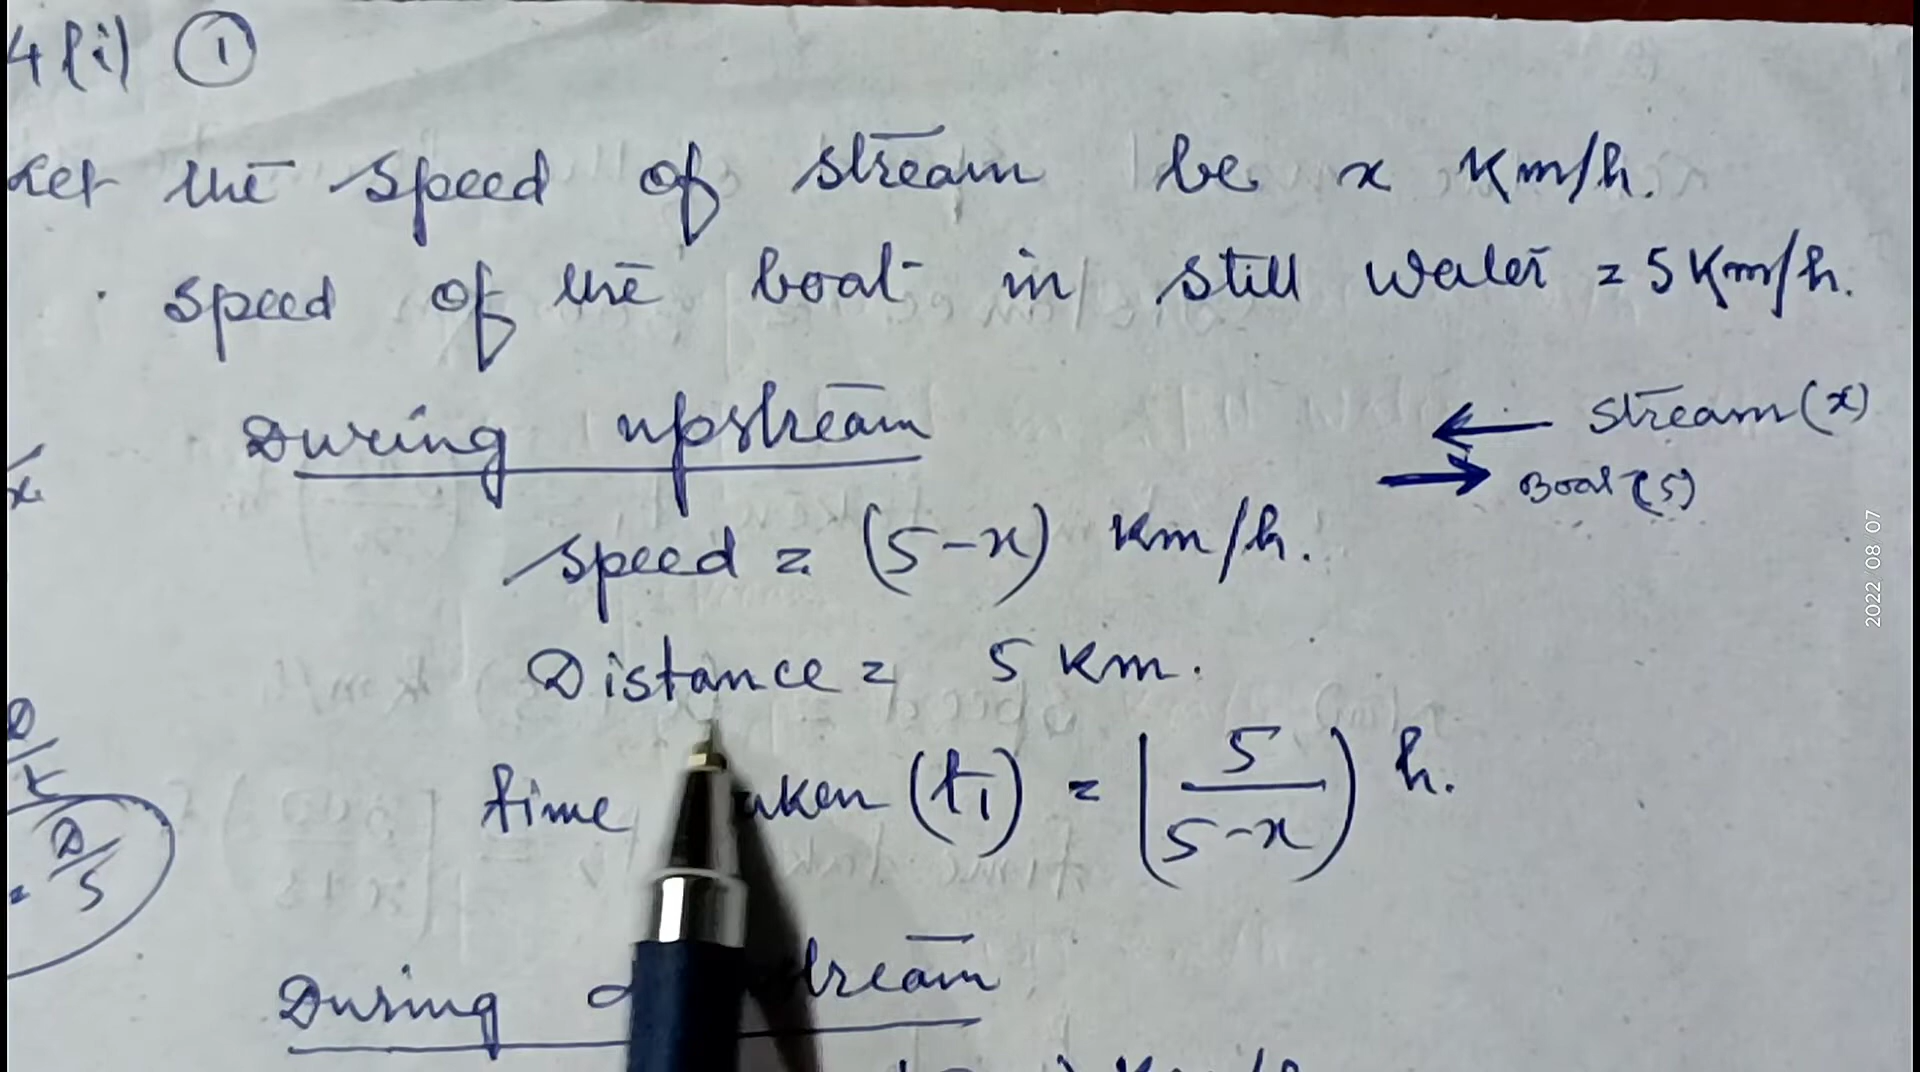 4(i) ①
Let the speed of stream be x Km/h.
speed of the boat in still water = 5 Km/h.
During upstream
← stream (x)
→ Boat (5)
speed = (5-x) Km/h.
Distance = 5 Km.
time taken (t1) = (5/5-x) h.
During stream
Km/h
x
D/S
2022 08 07